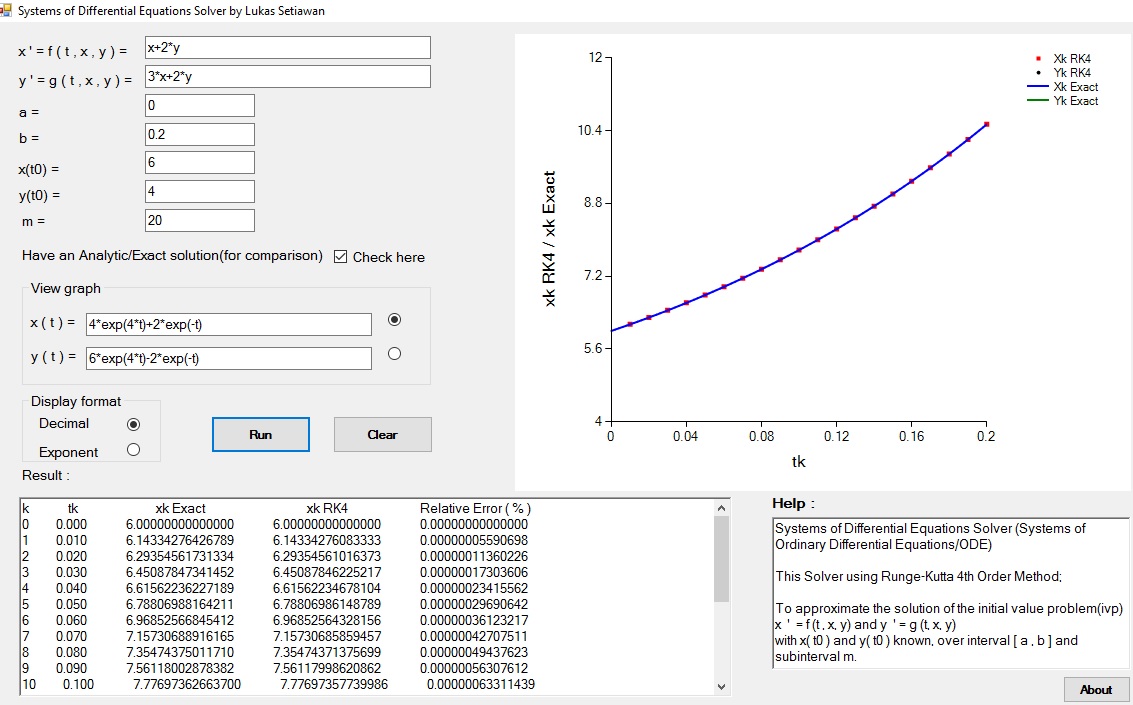 Systems of Differential Equations Solver by Lukas Setiawan
x ' = f ( t , x , y ) = x+2*y
y ' = g ( t , x , y ) = 3*x+2*y
a = 0
b = 0.2
x(t0) = 6
y(t0) = 4
m = 20
Have an Analytic/Exact solution(for comparison) Check here
View graph
x ( t ) = 4*exp(4*t)+2*exp(-t)
y ( t ) = 6*exp(4*t)-2*exp(-t)
Display format
Decimal
Exponent
Run Clear
Result :
12
10.4
8.8
7.2
5.6
4
xk RK4 / xk Exact
0 0.04 0.08 0.12 0.16 0.2
tk
Xk RK4
Yk RK4
Xk Exact
Yk Exact
k tk xk Exact xk RK4 Relative Error ( % )
0 0.000 6.00000000000000 6.00000000000000 0.00000000000000
1 0.010 6.14334276426789 6.14334276083333 0.00000005590698
2 0.020 6.29354561731334 6.29354561016373 0.00000011360226
3 0.030 6.45087847341452 6.45087846225217 0.00000017303606
4 0.040 6.61562236227189 6.61562234678104 0.00000023415562
5 0.050 6.78806988164211 6.78806986148789 0.00000029690642
6 0.060 6.96852566845412 6.96852564328156 0.00000036123217
7 0.070 7.15730688916165 7.15730685859457 0.00000042707511
8 0.080 7.35474375011710 7.35474371375699 0.00000049437623
9 0.090 7.56118002878382 7.56117998620862 0.00000056307612
10 0.100 7.77697362663700 7.77697357739986 0.00000063311439
Help :
Systems of Differential Equations Solver (Systems of
Ordinary Differential Equations/ODE)
This Solver using Runge-Kutta 4th Order Method;
To approximate the solution of the initial value problem(ivp)
x ' = f (t , x, y) and y ' = g (t, x, y)
with x( t0 ) and y( t0 ) known, over interval [ a , b ] and
subinterval m.
About